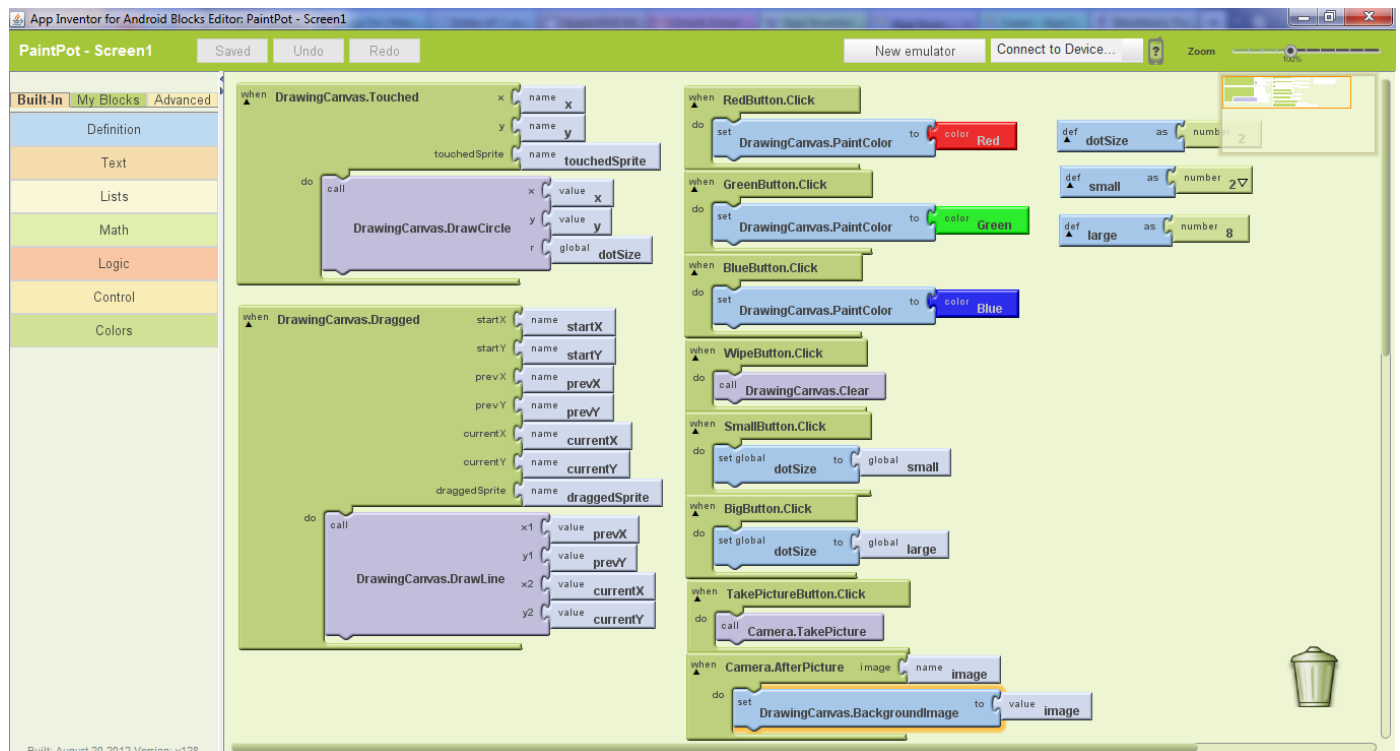 App Inventor for Android Blocks Editor: PaintPot - Screen1
PaintPot - Screen1
Saved
Undo
Redo
New emulator
Connect to Device...
?
Zoom
100%
Built-In
My Blocks
Advanced
Definition
Text
Lists
Math
Logic
Control
Colors
when DrawingCanvas.Touched x name x
y name y
touchedSprite name touchedSprite
do call DrawingCanvas.DrawCircle x value x
y value y
r global dotSize
when DrawingCanvas.Dragged startX name startX
startY name startY
prevX name prevX
prevY name prevY
currentX name currentX
currentY name currentY
draggedSprite name draggedSprite
do call DrawingCanvas.DrawLine x1 value prevX
y1 value prevY
x2 value currentX
y2 value currentY
when RedButton.Click
do set DrawingCanvas.PaintColor to color Red
when GreenButton.Click
do set DrawingCanvas.PaintColor to color Green
when BlueButton.Click
do set DrawingCanvas.PaintColor to color Blue
when WipeButton.Click
do call DrawingCanvas.Clear
when SmallButton.Click
do set global dotSize to global small
when BigButton.Click
do set global dotSize to global large
when TakePictureButton.Click
do call Camera.TakePicture
when Camera.AfterPicture image name image
do set DrawingCanvas.BackgroundImage to value image
def dotSize as number 2
def small as number 2
def large as number 8
Built: August 20 2012 Version: v128